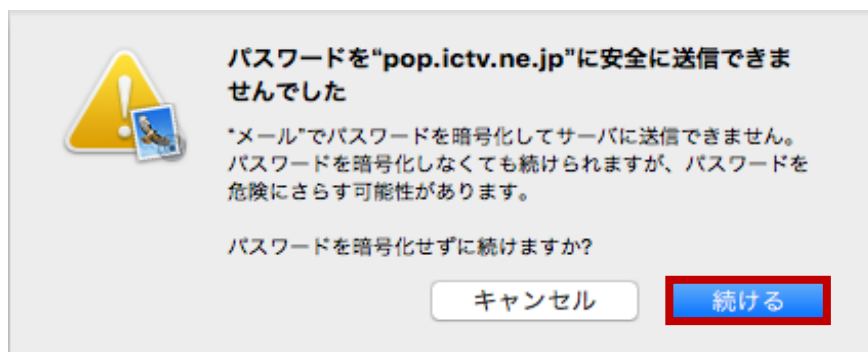 パスワードを“pop.ictv.ne.jp”に安全に送信できま
せんでした
“メール”でパスワードを暗号化してサーバに送信できません。
パスワードを暗号化しなくても続けられますが、パスワードを
危険にさらす可能性があります。
パスワードを暗号化せずに続けますか?
キャンセル
続ける